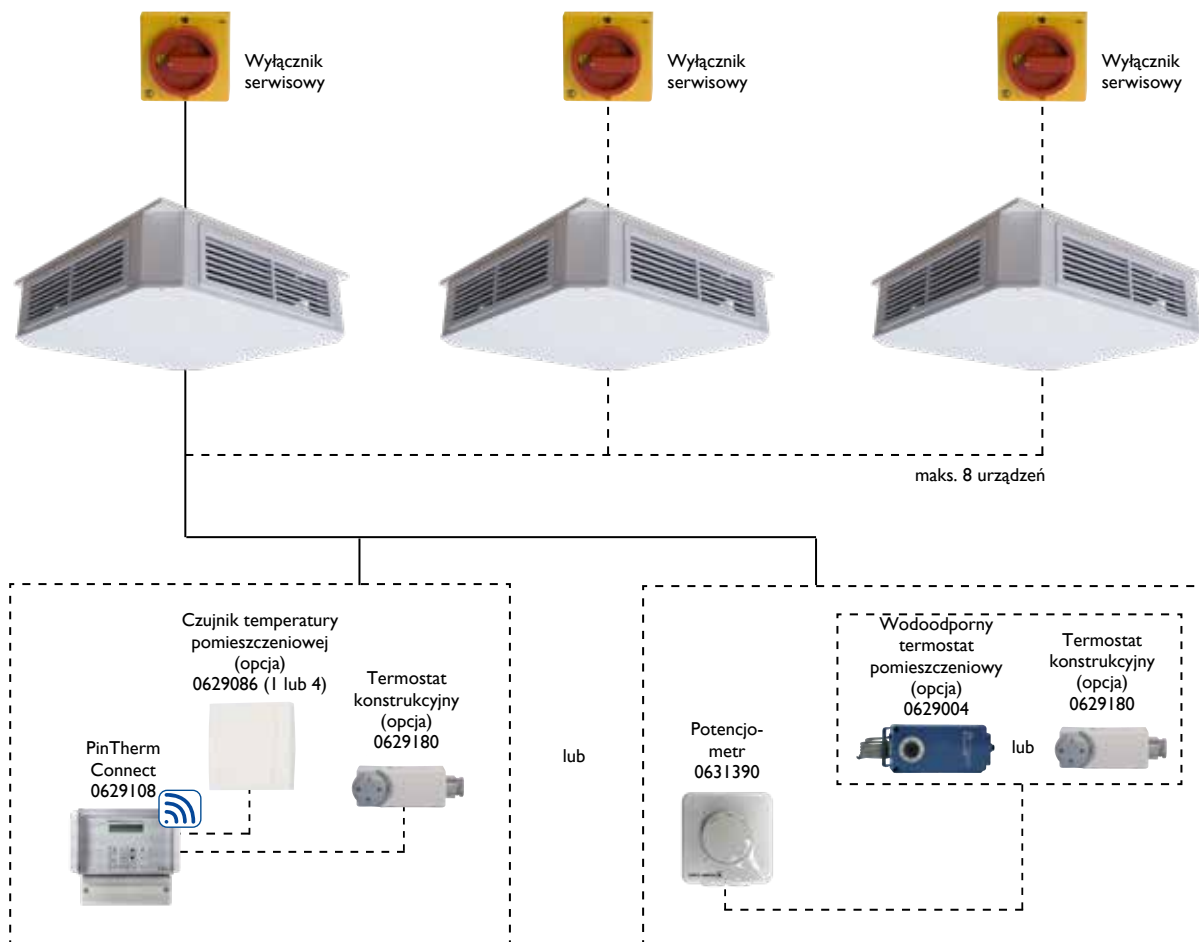 Wyłącznik
serwisowy
Wyłącznik
serwisowy
Wyłącznik
serwisowy
maks. 8 urządzeń
Czujnik temperatury
pomieszczeniowej
(opcja)
0629086 (1 lub 4)
Termostat
konstrukcyjny
(opcja)
0629180
PinTherm
Connect
0629108
lub
Wodoodporny
termostat
pomieszczeniowy
(opcja)
0629004
lub
Termostat
konstrukcyjny
(opcja)
0629180
Potencjo-
metr
0631390